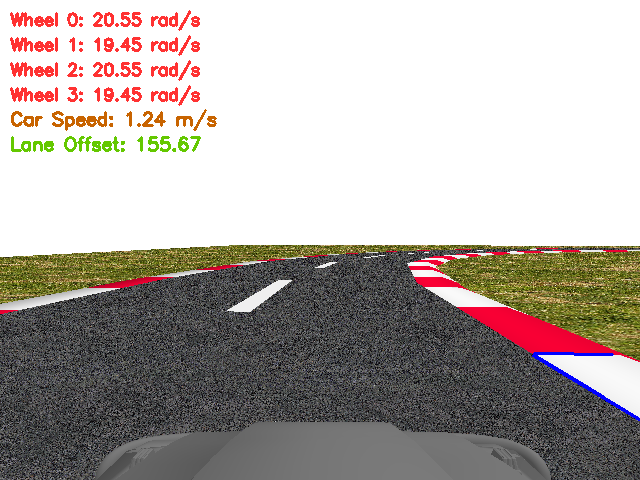 Wheel 0: 20.55 rad/s
Wheel 1: 19.45 rad/s
Wheel 2: 20.55 rad/s
Wheel 3: 19.45 rad/s
Car Speed: 1.24 m/s
Lane Offset: 155.67